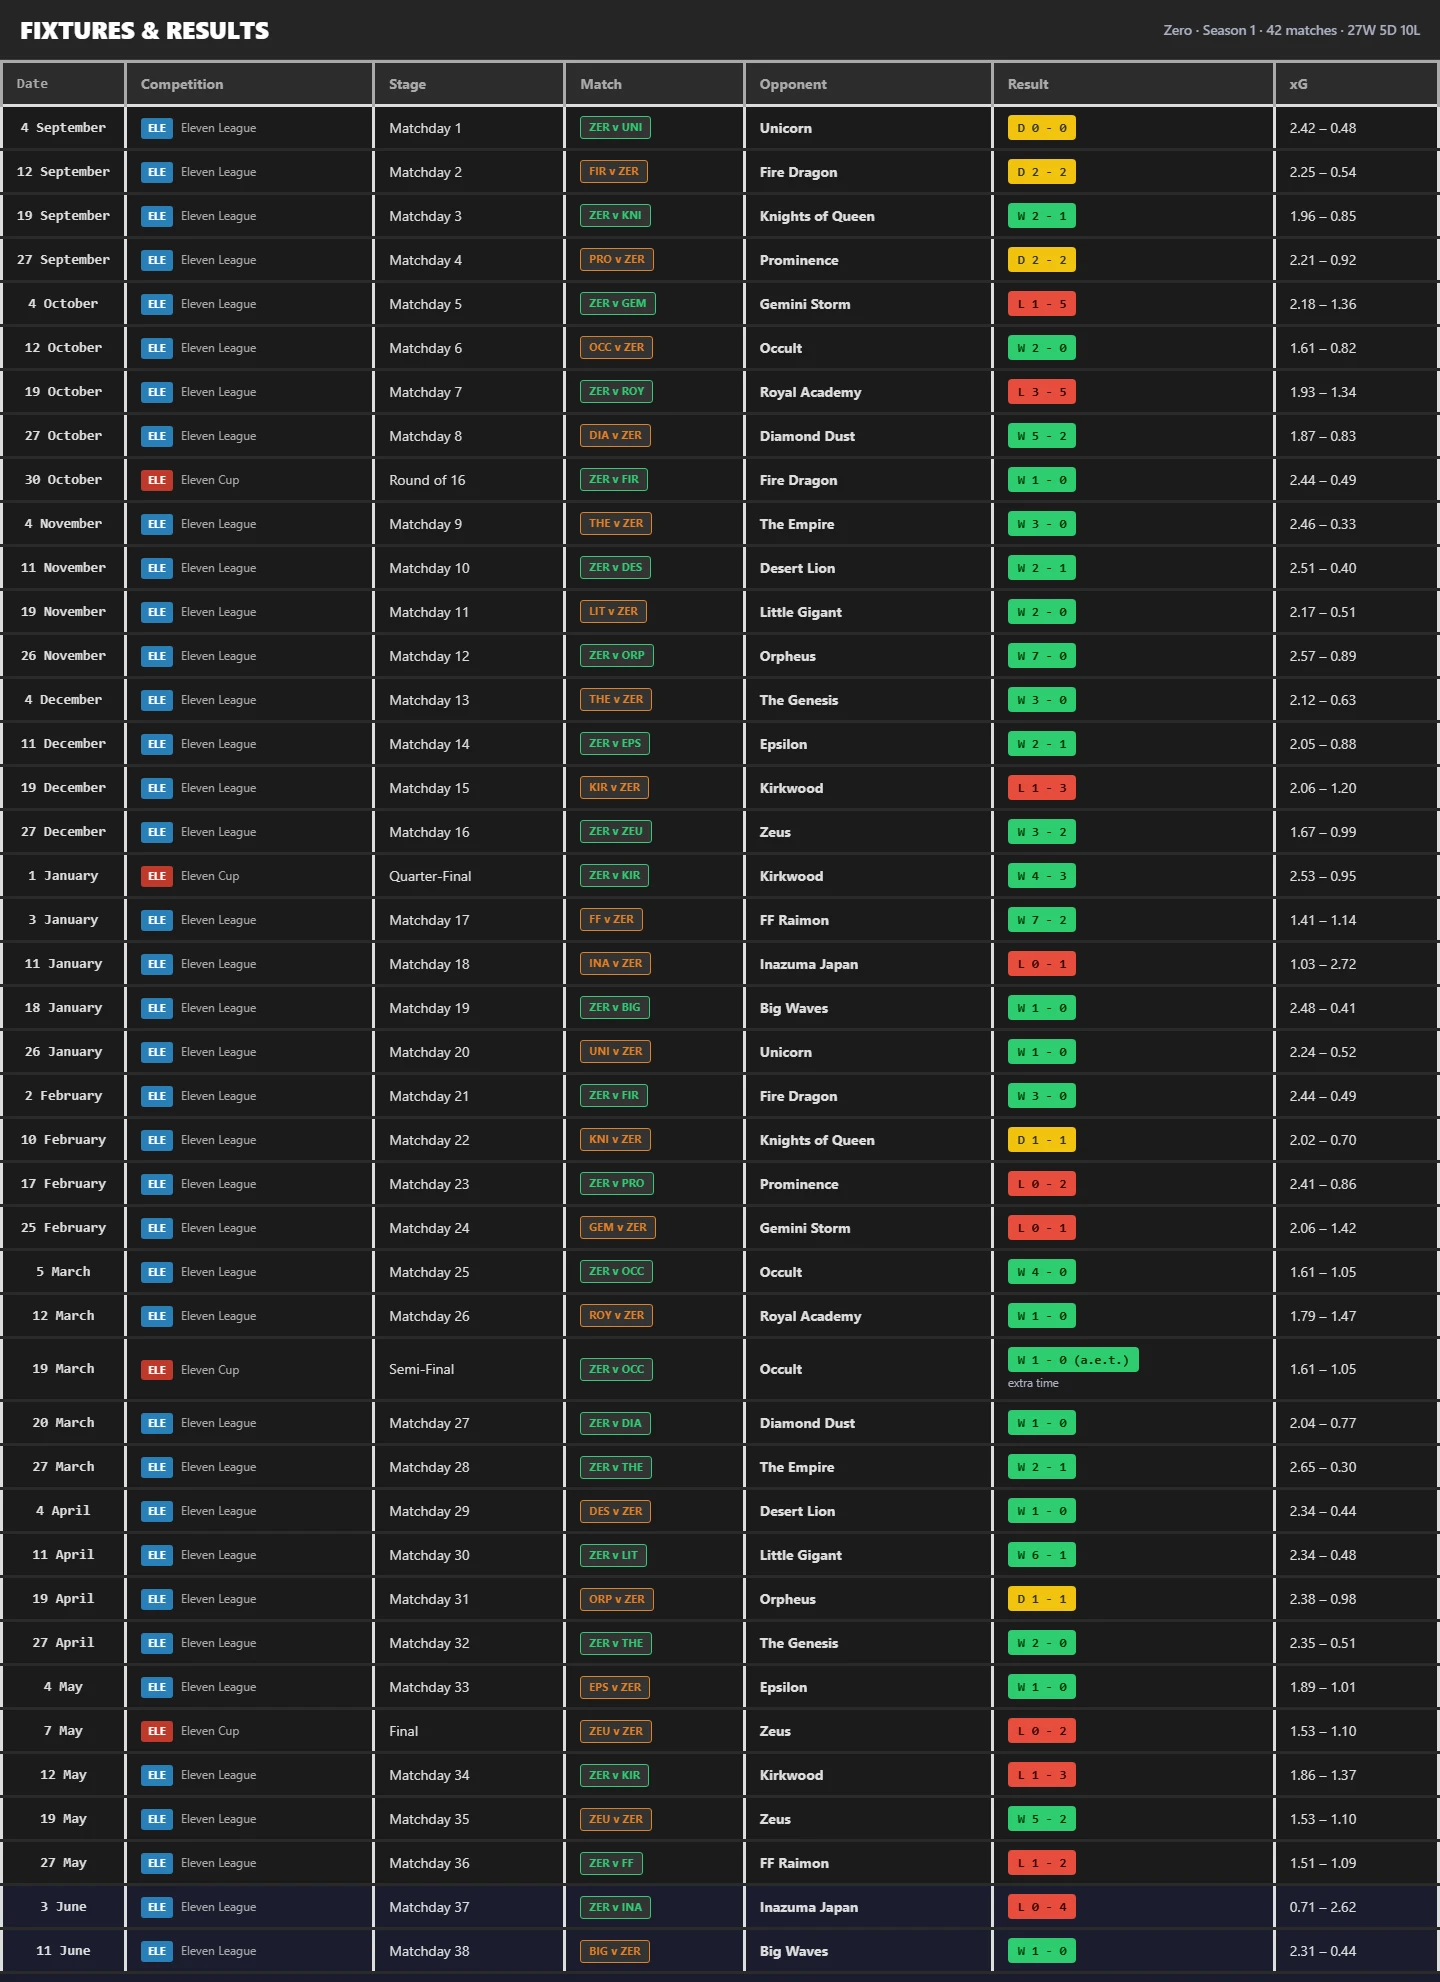 FIXTURES & RESULTS
Zero · Season 1 · 42 matches · 27W 5D 10L
Date Competition Stage Match Opponent Result xG
4 September ELE Eleven League Matchday 1 ZER v UNI Unicorn D 0 - 0 2.42 – 0.48
12 September ELE Eleven League Matchday 2 FIR v ZER Fire Dragon D 2 - 2 2.25 – 0.54
19 September ELE Eleven League Matchday 3 ZER v KNI Knights of Queen W 2 - 1 1.96 – 0.85
27 September ELE Eleven League Matchday 4 PRO v ZER Prominence D 2 - 2 2.21 – 0.92
4 October ELE Eleven League Matchday 5 ZER v GEM Gemini Storm L 1 - 5 2.18 – 1.36
12 October ELE Eleven League Matchday 6 OCC v ZER Occult W 2 - 0 1.61 – 0.82
19 October ELE Eleven League Matchday 7 ZER v ROY Royal Academy L 3 - 5 1.93 – 1.34
27 October ELE Eleven League Matchday 8 DIA v ZER Diamond Dust W 5 - 2 1.87 – 0.83
30 October ELE Eleven Cup Round of 16 ZER v FIR Fire Dragon W 1 - 0 2.44 – 0.49
4 November ELE Eleven League Matchday 9 THE v ZER The Empire W 3 - 0 2.46 – 0.33
11 November ELE Eleven League Matchday 10 ZER v DES Desert Lion W 2 - 1 2.51 – 0.40
19 November ELE Eleven League Matchday 11 LIT v ZER Little Gigant W 2 - 0 2.17 – 0.51
26 November ELE Eleven League Matchday 12 ZER v ORP Orpheus W 7 - 0 2.57 – 0.89
4 December ELE Eleven League Matchday 13 THE v ZER The Genesis W 3 - 0 2.12 – 0.63
11 December ELE Eleven League Matchday 14 ZER v EPS Epsilon W 2 - 1 2.05 – 0.88
19 December ELE Eleven League Matchday 15 KIR v ZER Kirkwood L 1 - 3 2.06 – 1.20
27 December ELE Eleven League Matchday 16 ZER v ZEU Zeus W 3 - 2 1.67 – 0.99
1 January ELE Eleven Cup Quarter-Final ZER v KIR Kirkwood W 4 - 3 2.53 – 0.95
3 January ELE Eleven League Matchday 17 FF v ZER FF Raimon W 7 - 2 1.41 – 1.14
11 January ELE Eleven League Matchday 18 INA v ZER Inazuma Japan L 0 - 1 1.03 – 2.72
18 January ELE Eleven League Matchday 19 ZER v BIG Big Waves W 1 - 0 2.48 – 0.41
26 January ELE Eleven League Matchday 20 UNI v ZER Unicorn W 1 - 0 2.24 – 0.52
2 February ELE Eleven League Matchday 21 ZER v FIR Fire Dragon W 3 - 0 2.44 – 0.49
10 February ELE Eleven League Matchday 22 KNI v ZER Knights of Queen D 1 - 1 2.02 – 0.70
17 February ELE Eleven League Matchday 23 ZER v PRO Prominence L 0 - 2 2.41 – 0.86
25 February ELE Eleven League Matchday 24 GEM v ZER Gemini Storm L 0 - 1 2.06 – 1.42
5 March ELE Eleven League Matchday 25 ZER v OCC Occult W 4 - 0 1.61 – 1.05
12 March ELE Eleven League Matchday 26 ROY v ZER Royal Academy W 1 - 0 1.79 – 1.47
19 March ELE Eleven Cup Semi-Final ZER v OCC Occult W 1 - 0 (a.e.t.) 1.61 – 1.05
extra time
20 March ELE Eleven League Matchday 27 ZER v DIA Diamond Dust W 1 - 0 2.04 – 0.77
27 March ELE Eleven League Matchday 28 ZER v THE The Empire W 2 - 1 2.65 – 0.30
4 April ELE Eleven League Matchday 29 DES v ZER Desert Lion W 1 - 0 2.34 – 0.44
11 April ELE Eleven League Matchday 30 ZER v LIT Little Gigant W 6 - 1 2.34 – 0.48
19 April ELE Eleven League Matchday 31 ORP v ZER Orpheus D 1 - 1 2.38 – 0.98
27 April ELE Eleven League Matchday 32 ZER v THE The Genesis W 2 - 0 2.35 – 0.51
4 May ELE Eleven League Matchday 33 EPS v ZER Epsilon W 1 - 0 1.89 – 1.01
7 May ELE Eleven Cup Final ZEU v ZER Zeus L 0 - 2 1.53 – 1.10
12 May ELE Eleven League Matchday 34 ZER v KIR Kirkwood L 1 - 3 1.86 – 1.37
19 May ELE Eleven League Matchday 35 ZEU v ZER Zeus W 5 - 2 1.53 – 1.10
27 May ELE Eleven League Matchday 36 ZER v FF FF Raimon L 1 - 2 1.51 – 1.09
3 June ELE Eleven League Matchday 37 ZER v INA Inazuma Japan L 0 - 4 0.71 – 2.62
11 June ELE Eleven League Matchday 38 BIG v ZER Big Waves W 1 - 0 2.31 – 0.44